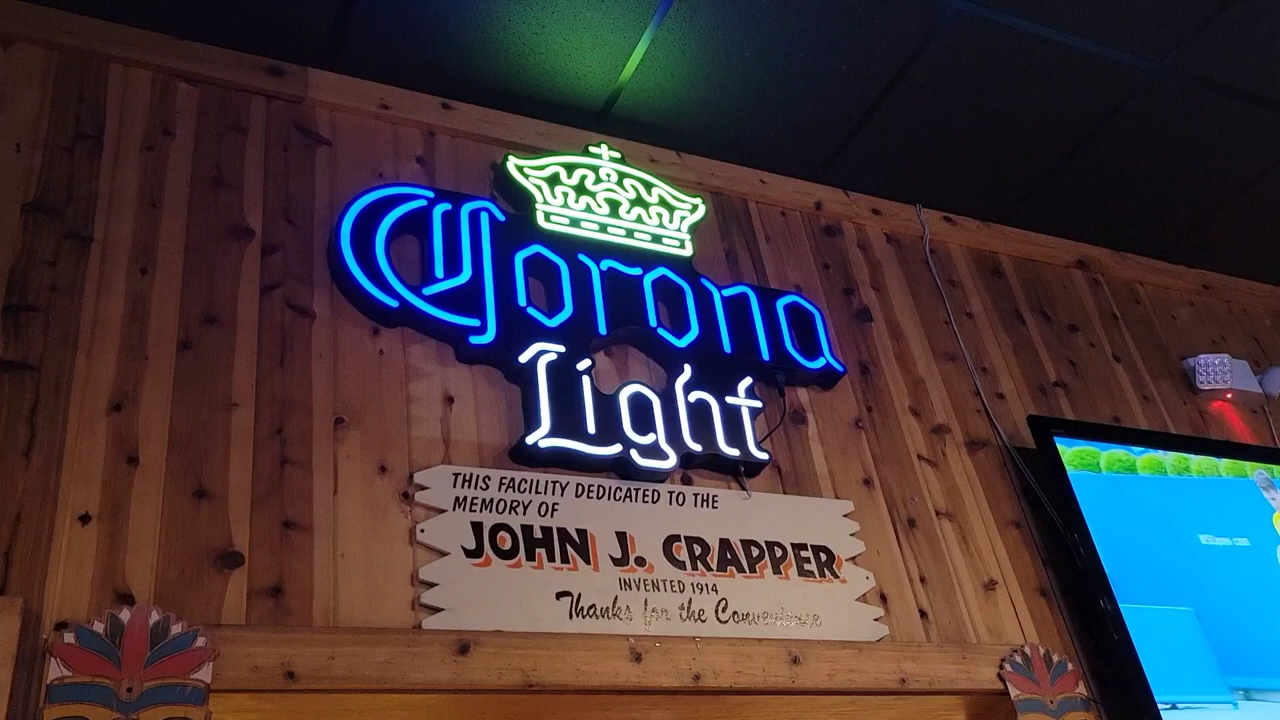 Corona
Light
THIS FACILITY DEDICATED TO THE
MEMORY OF
JOHN J. CRAPPER
INVENTED 1914
Thanks for the Convenience